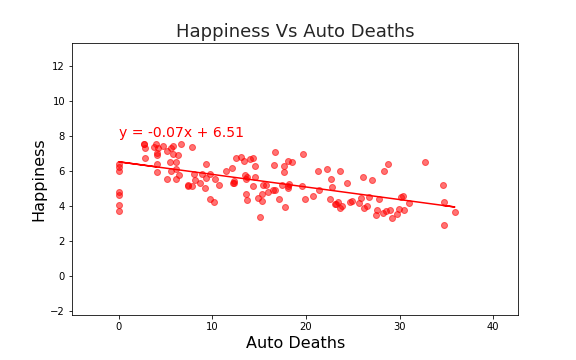 Happiness Vs Auto Deaths
12
10
8
6
4
2
0
−2
y = -0.07x + 6.51
Happiness
0 10 20 30 40
Auto Deaths